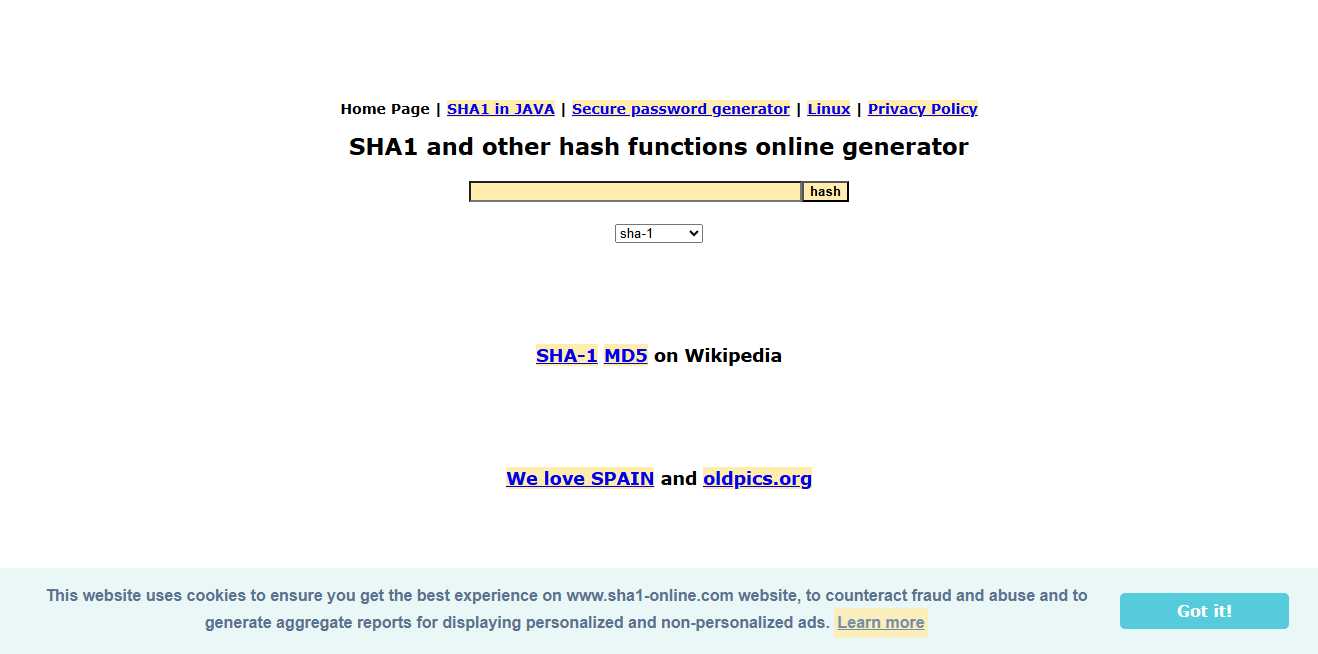 Home Page | SHA1 in JAVA | Secure password generator | Linux | Privacy Policy
SHA1 and other hash functions online generator
hash
sha-1
SHA-1 MD5 on Wikipedia
We love SPAIN and oldpics.org
This website uses cookies to ensure you get the best experience on www.sha1-online.com website, to counteract fraud and abuse and to
generate aggregate reports for displaying personalized and non-personalized ads. Learn more
Got it!